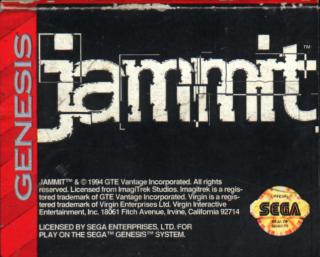 GENESIS
jammit
TM
JAMMIT™ & © 1994 GTE Vantage Incorporated. All rights
reserved. Licensed from ImagiTrek Studios. Imagitrek is a regis-
tered trademark of GTE Vantage Incorporated. Virgin is a regis-
tered trademark of Virgin Enterprises Ltd. Virgin Interactive
Entertainment, Inc. 18061 Fitch Avenue, Irvine, California 92714
LICENSED BY SEGA ENTERPRISES, LTD. FOR
PLAY ON THE SEGA™ GENESIS™ SYSTEM.
SEGA